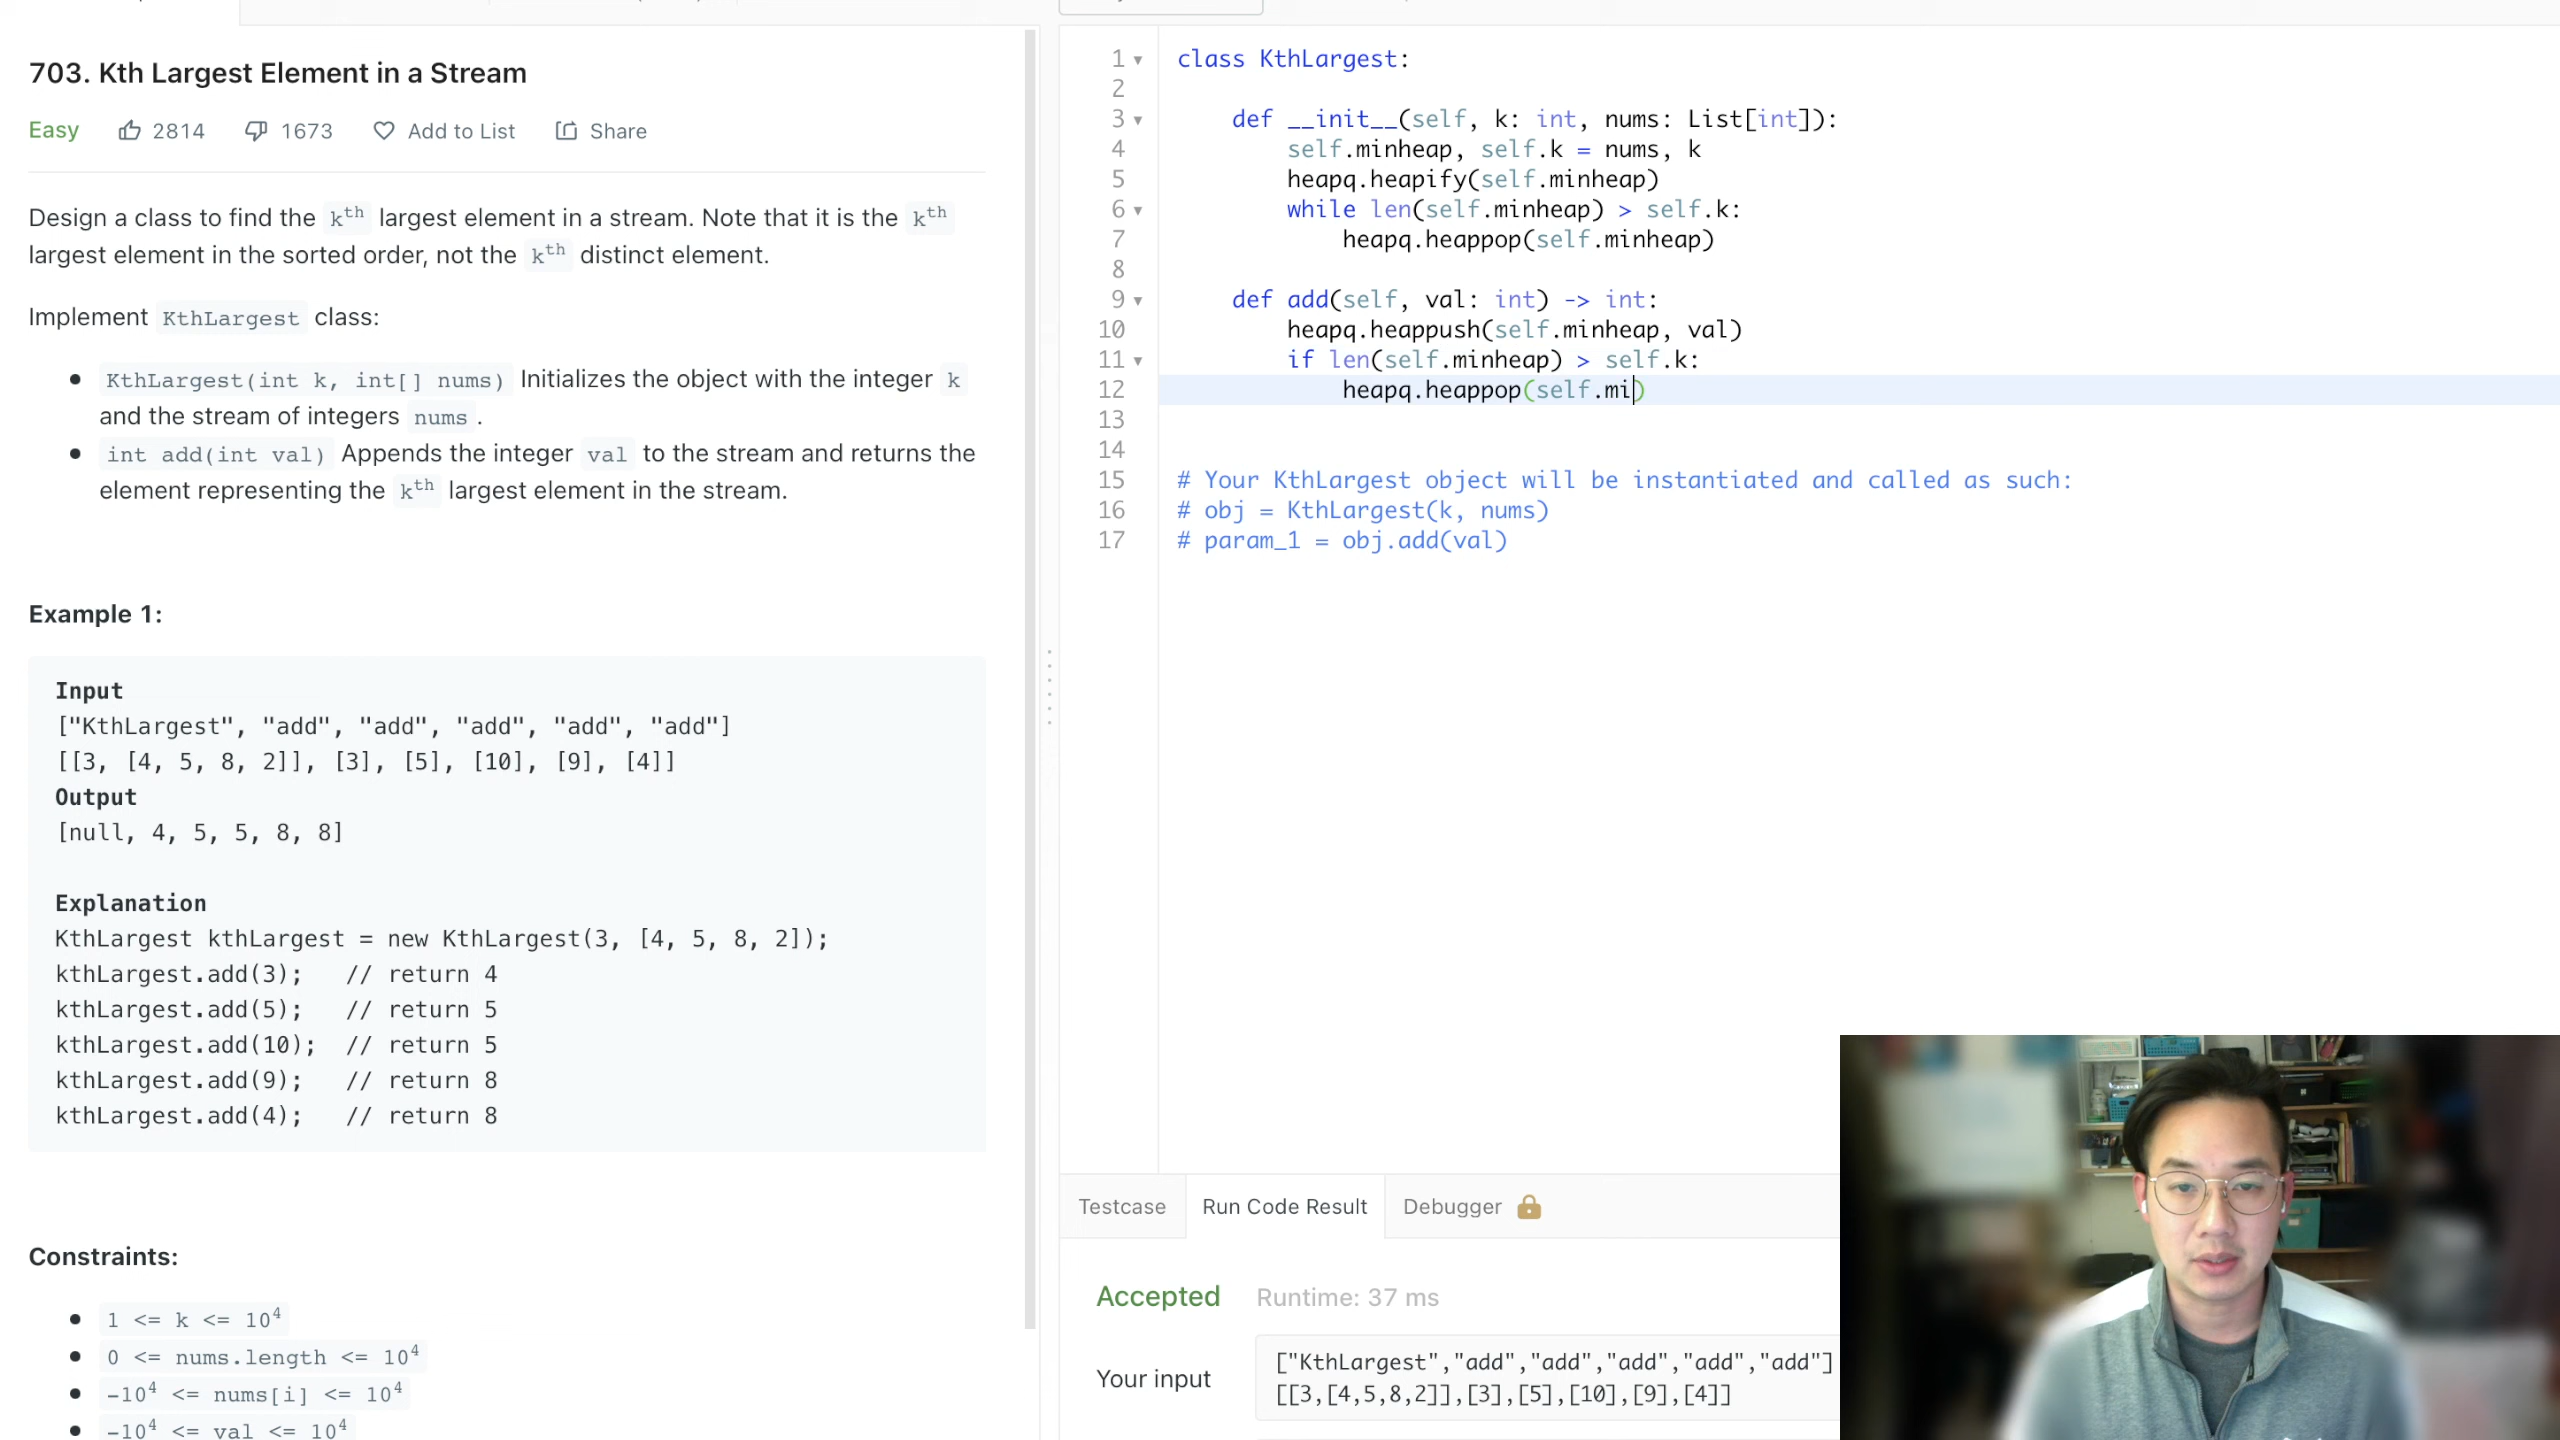 703. Kth Largest Element in a Stream
Easy 2814 1673 Add to List Share
Design a class to find the kth largest element in a stream. Note that it is the kth
largest element in the sorted order, not the kth distinct element.
Implement KthLargest class:
KthLargest(int k, int[] nums) Initializes the object with the integer k
and the stream of integers nums .
int add(int val) Appends the integer val to the stream and returns the
element representing the kth largest element in the stream.
Example 1:
Input
["KthLargest", "add", "add", "add", "add", "add"]
[[3, [4, 5, 8, 2]], [3], [5], [10], [9], [4]]
Output
[null, 4, 5, 5, 8, 8]
Explanation
KthLargest kthLargest = new KthLargest(3, [4, 5, 8, 2]);
kthLargest.add(3);   // return 4
kthLargest.add(5);   // return 5
kthLargest.add(10);  // return 5
kthLargest.add(9);   // return 8
kthLargest.add(4);   // return 8
Constraints:
1 <= k <= 10^4
0 <= nums.length <= 10^4
-10^4 <= nums[i] <= 10^4
-10^4 <= val <= 10^4
1 class KthLargest:
2
3     def __init__(self, k: int, nums: List[int]):
4         self.minheap, self.k = nums, k
5         heapq.heapify(self.minheap)
6         while len(self.minheap) > self.k:
7             heapq.heappop(self.minheap)
8
9     def add(self, val: int) -> int:
10         heapq.heappush(self.minheap, val)
11         if len(self.minheap) > self.k:
12             heapq.heappop(self.mi)
13
14
15 # Your KthLargest object will be instantiated and called as such:
16 # obj = KthLargest(k, nums)
17 # param_1 = obj.add(val)
Testcase Run Code Result Debugger
Accepted Runtime: 37 ms
Your input
["KthLargest","add","add","add","add","add"]
[[3,[4,5,8,2]],[3],[5],[10],[9],[4]]